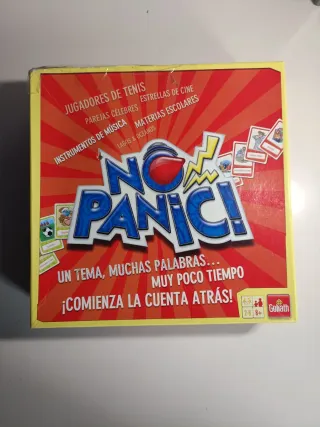 JUGADORES DE TENIS
ESTRELLAS DE CINE
PAREJAS CÉLEBRES
MATERIAS ESCOLARES
INSTRUMENTOS DE MÚSICA
NO
PANIC!
UN TEMA, MUCHAS PALABRAS...
MUY POCO TIEMPO
¡COMIENZA LA CUENTA ATRÁS!
Goliath
8+